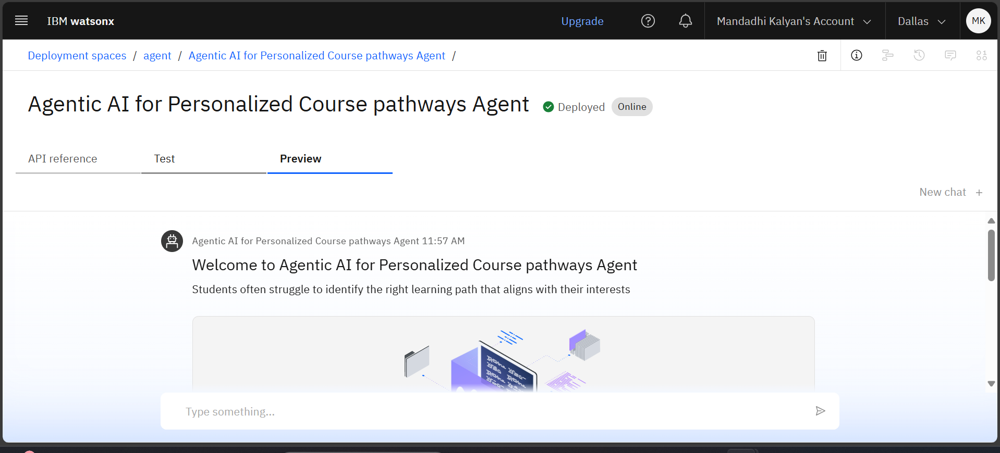 IBM watsonx
Upgrade
Mandadhi Kalyan's Account
Dallas
MK
Deployment spaces / agent / Agentic AI for Personalized Course pathways Agent /
Agentic AI for Personalized Course pathways Agent
Deployed
Online
API reference
Test
Preview
New chat +
Agentic AI for Personalized Course pathways Agent 11:57 AM
Welcome to Agentic AI for Personalized Course pathways Agent
Students often struggle to identify the right learning path that aligns with their interests
Type something...